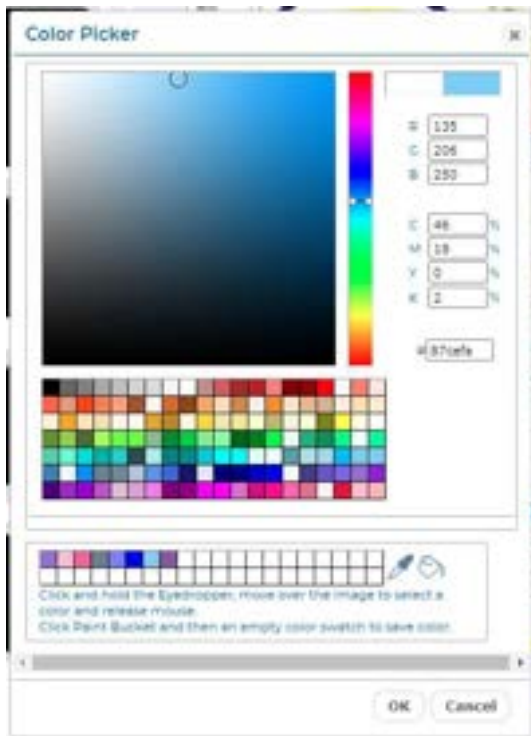 Color Picker ×
R 135
G 206
B 250
C 46 %
M 18 %
Y 0 %
K 2 %
# 87cefa
Click and hold the Eyedropper, move over the image to select a
color and release mouse.
Click Paint Bucket and then an empty color swatch to save color.
OK Cancel